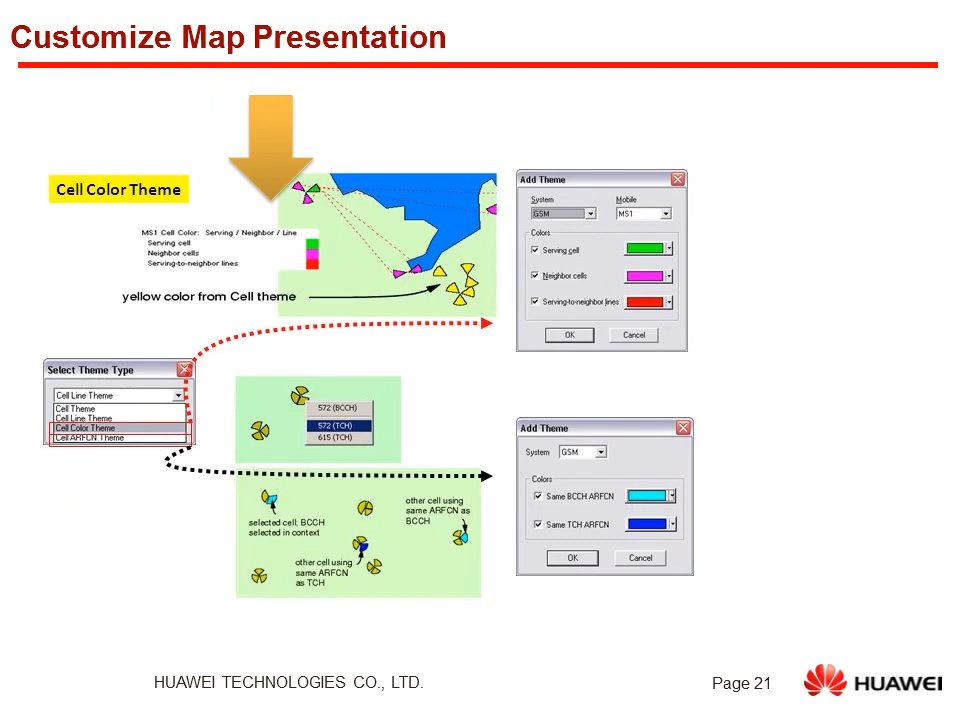 Customize Map Presentation
Cell Color Theme
MS1 Cell Color: Serving / Neighbor / Line
Serving cell
Neighbor cells
Serving-to-neighbor lines
yellow color from Cell theme
Add Theme
System
Mobile
GSM
MS1
Colors
Serving cell
Neighbor cells
Serving-to-neighbor lines
OK
Cancel
Select Theme Type
Cell Line Theme
Cell Theme
Cell Line Theme
Cell Color Theme
Cell ARFCN Theme
572 (BCCH)
572 (TCH)
615 (TCH)
selected cell; BCCH
selected in context
other cell using
same ARFCN as
BCCH
other cell using
same ARFCN
as TCH
Add Theme
System
GSM
Colors
Same BCCH ARFCN
Same TCH ARFCN
OK
Cancel
HUAWEI TECHNOLOGIES CO., LTD.
Page 21
HUAWEI